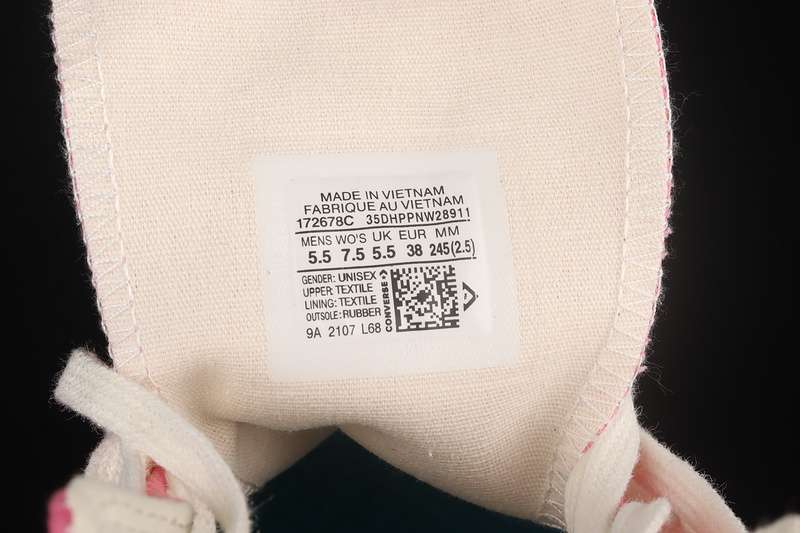 MADE IN VIETNAM
FABRIQUE AU VIETNAM
172678C 35DHPPNW28911
MENS WO'S UK EUR MM
5.5 7.5 5.5 38 245(2.5)
GENDER: UNISEX
UPPER: TEXTILE
LINING: TEXTILE
OUTSOLE: RUBBER
9A 2107 L68
CONVERSE